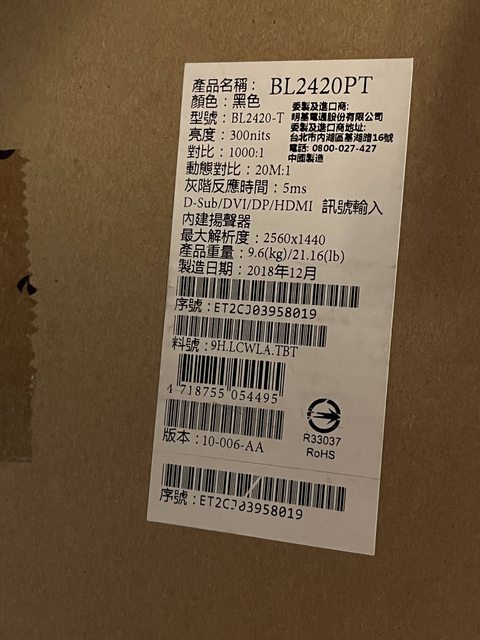 產品名稱： BL2420PT
顏色：黑色
型號：BL2420-T
亮度：300nits
對比：1000:1
動態對比：20M:1
灰階反應時間：5ms
委製及進口商:
明基電通股份有限公司
委製及進口商地址:
台北市內湖區基湖路16號
電話: 0800-027-427
中國製造
D-Sub/DVI/DP/HDMI 訊號輸入
內建揚聲器
最大解析度：2560x1440
產品重量：9.6(kg)/21.16(lb)
製造日期：2018年12月
序號:ET2CJ03958019
料號：9H.LCWLA.TBT
4 718755 054495
版本：10-006-AA
R33037
RoHS
序號:ET2CJ03958019